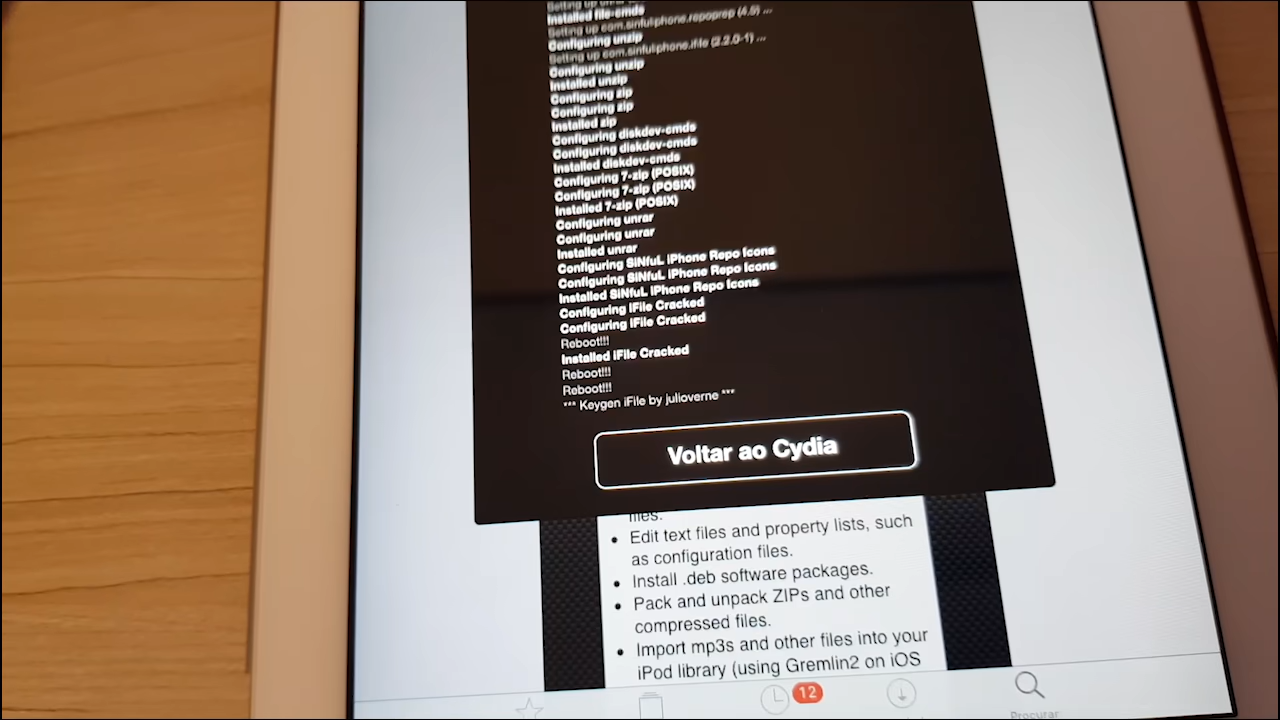 Setting up
Installed file-cmds
Setting up com.sinfuliphone.repoprep (4.5) ...
Configuring unzip
Setting up com.sinfuliphone.ifile (2.2.0-1) ...
Configuring unzip
Installed unzip
Configuring zip
Configuring zip
Installed zip
Configuring diskdev-cmds
Configuring diskdev-cmds
Installed diskdev-cmds
Configuring 7-zip (POSIX)
Configuring 7-zip (POSIX)
Installed 7-zip (POSIX)
Configuring unrar
Configuring unrar
Installed unrar
Configuring SiNfuL iPhone Repo Icons
Configuring SiNfuL iPhone Repo Icons
Installed SiNfuL iPhone Repo Icons
Configuring iFile Cracked
Configuring iFile Cracked
Reboot!!!
Installed iFile Cracked
Reboot!!!
Reboot!!!
*** Keygen iFile by julioverne ***
Voltar ao Cydia
files.
• Edit text files and property lists, such
as configuration files.
• Install .deb software packages.
• Pack and unpack ZIPs and other
compressed files.
• Import mp3s and other files into your
iPod library (using Gremlin2 on iOS
12
Procurar